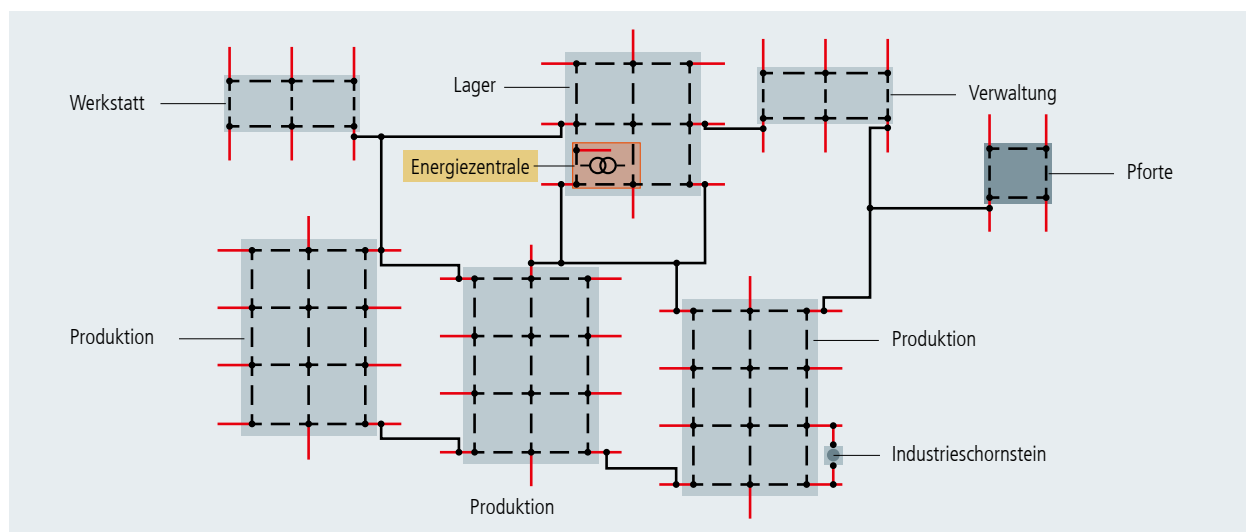 Lager
Werkstatt
Verwaltung
Energiezentrale
Pforte
Produktion
Produktion
Industrieschornstein
Produktion